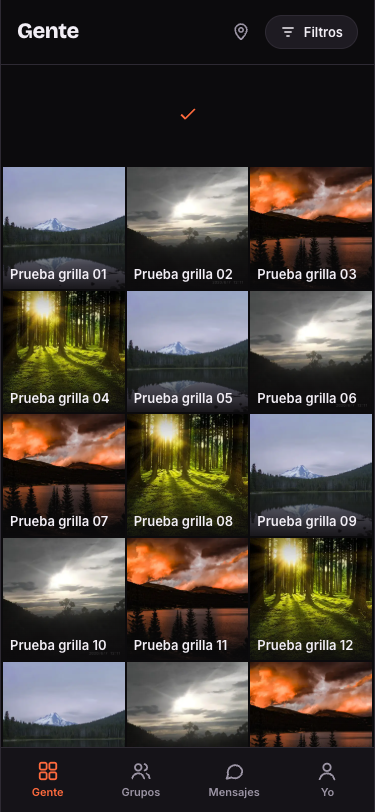 Gente
Filtros
Prueba grilla 01
Prueba grilla 02
Prueba grilla 03
Prueba grilla 04
Prueba grilla 05
Prueba grilla 06
Prueba grilla 07
Prueba grilla 08
Prueba grilla 09
Prueba grilla 10
Prueba grilla 11
Prueba grilla 12
Gente
Grupos
Mensajes
Yo